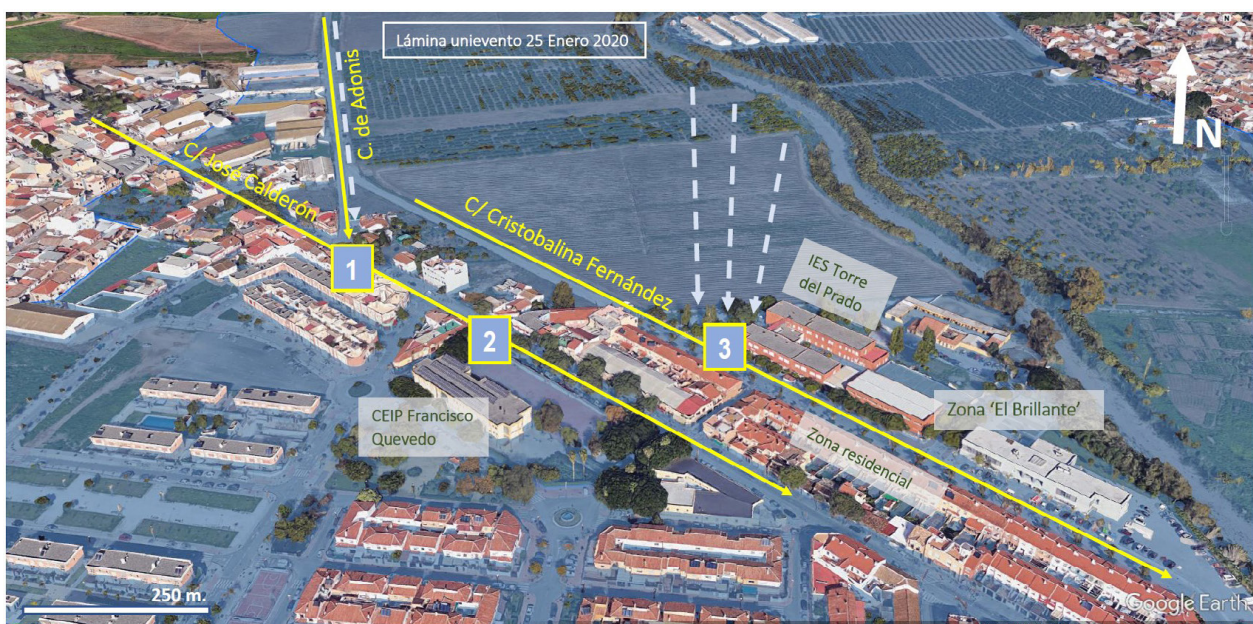 Lámina unievento 25 Enero 2020
N
C. de Adonis
C/ José Calderón
C/ Cristobalina Fernández
IES Torre
del Prado
1
2
3
CEIP Francisco
Quevedo
Zona 'El Brillante'
Zona residencial
250 m.
Google Earth